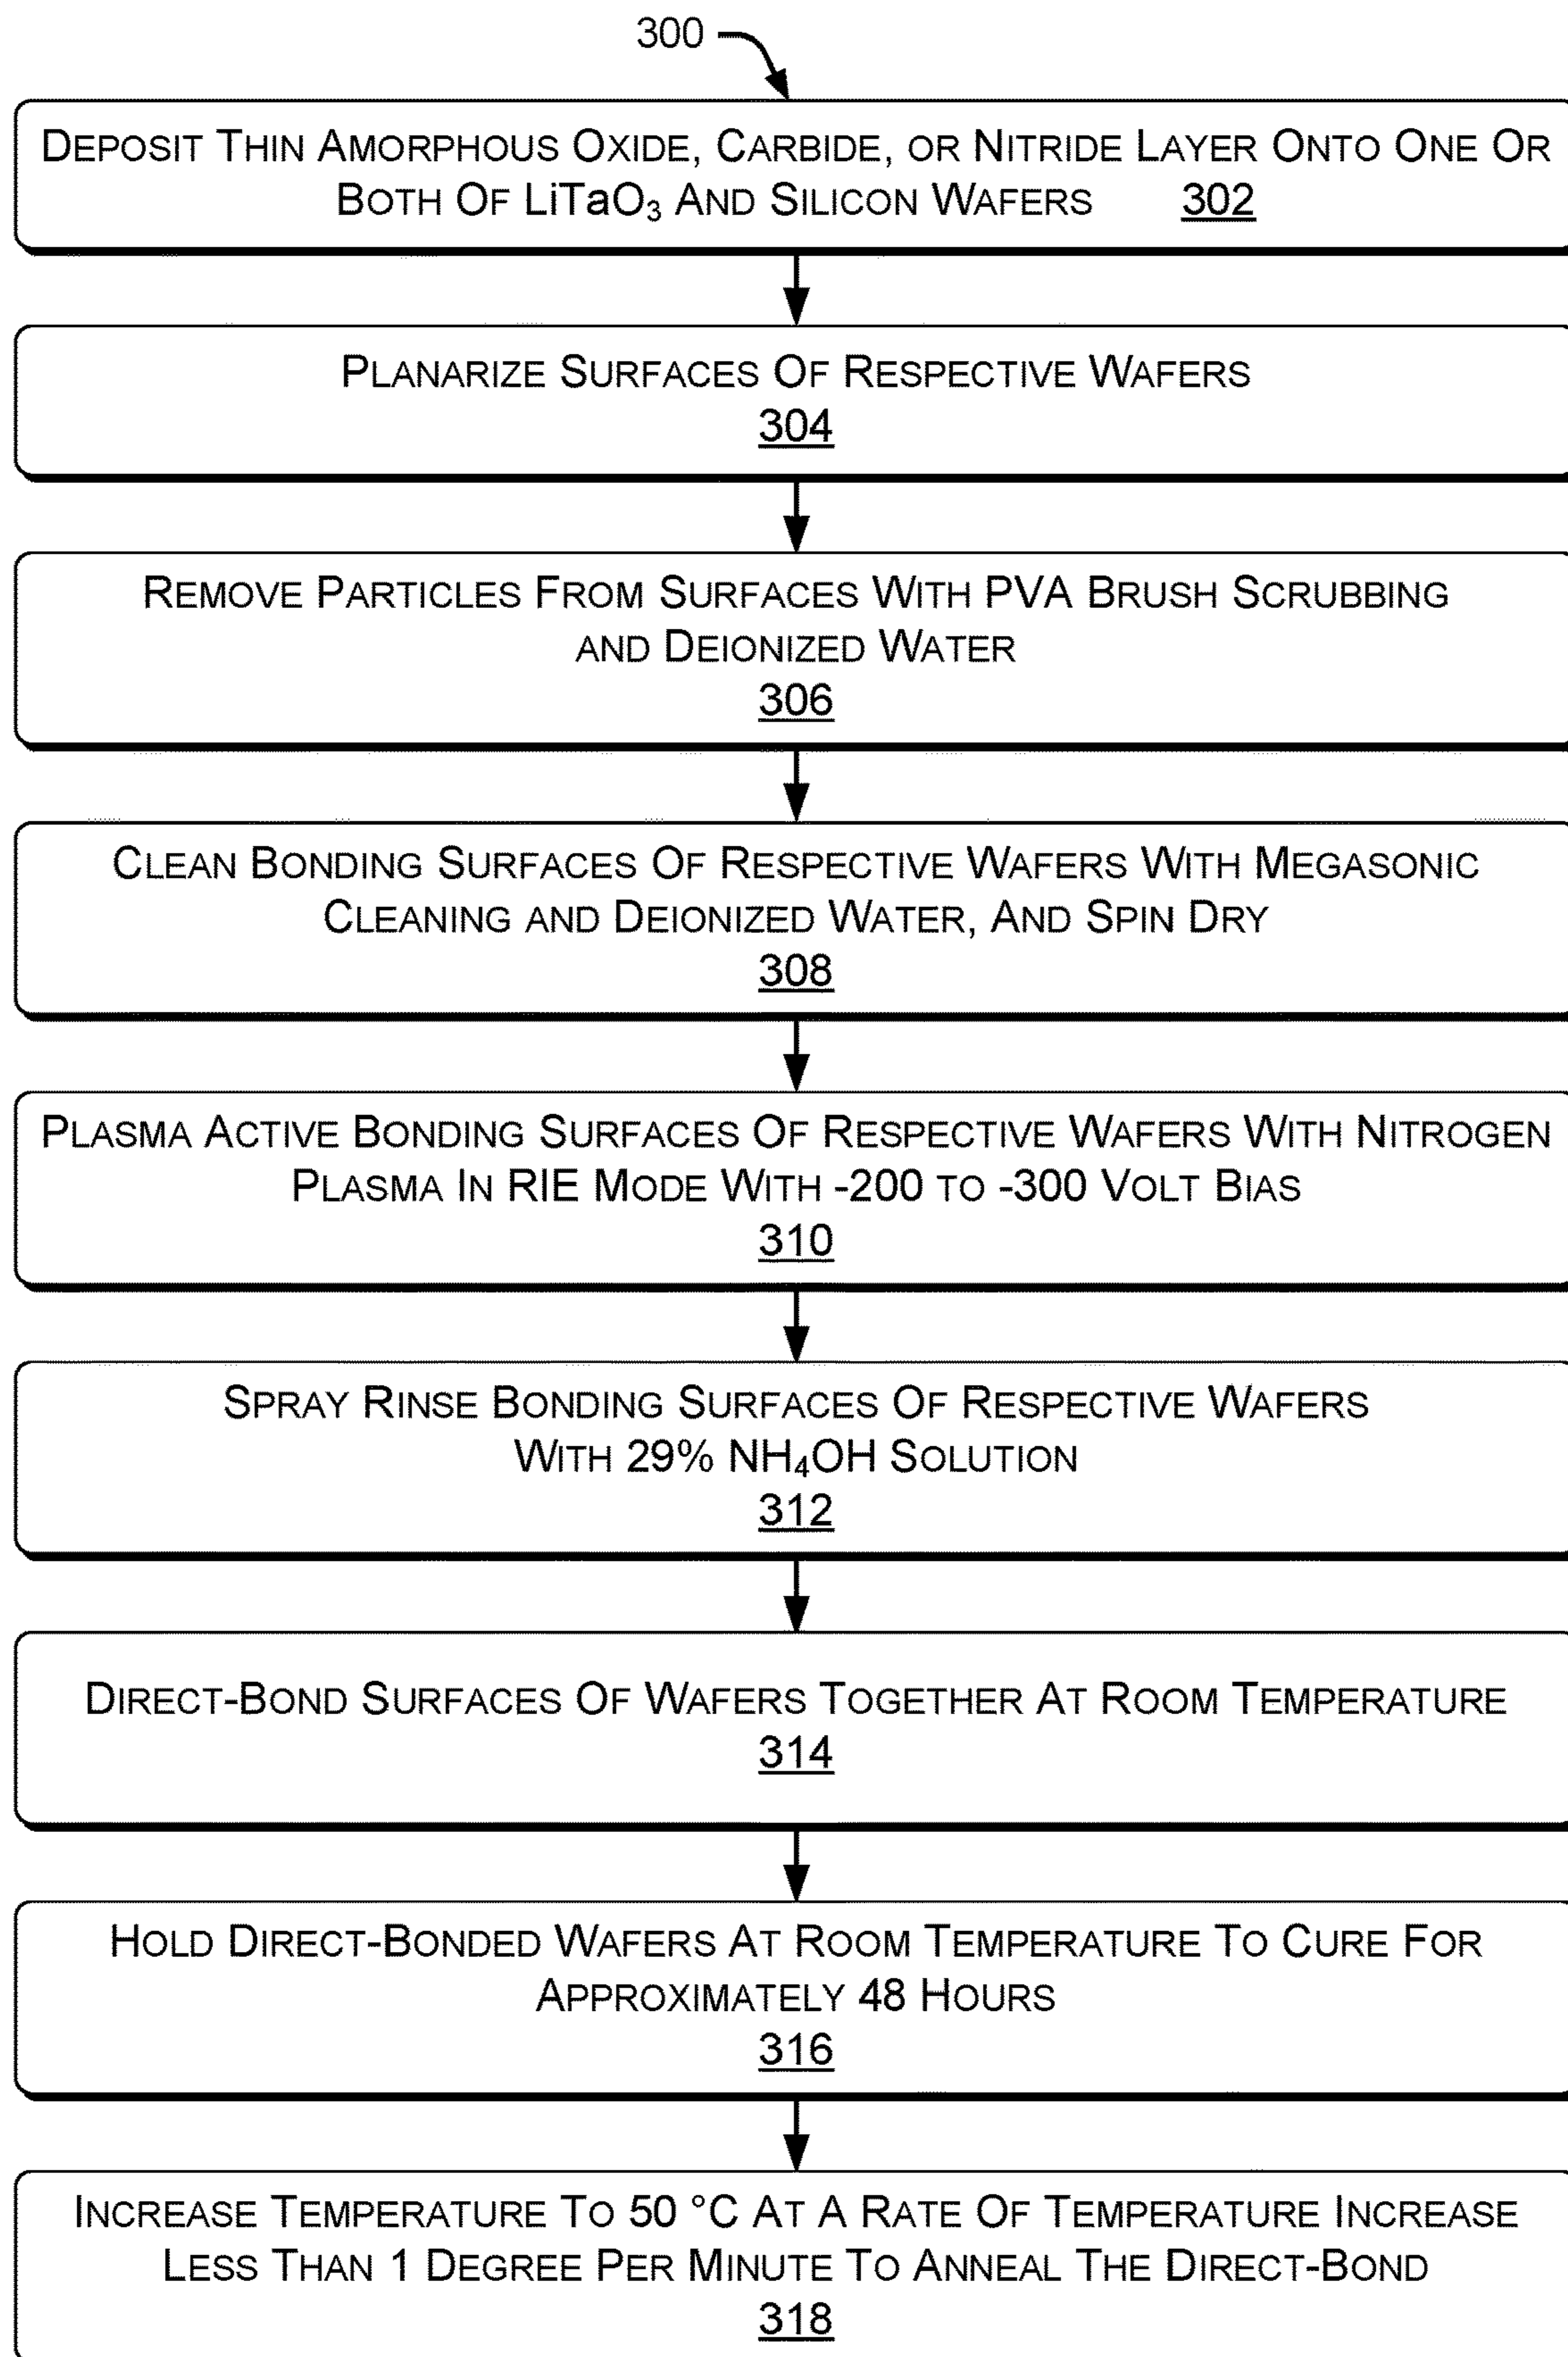 300
DEPOSIT THIN AMORPHOUS OXIDE, CARBIDE, OR NITRIDE LAYER ONTO ONE OR
BOTH OF LiTaO₃ AND SILICON WAFERS 302
PLANARIZE SURFACES OF RESPECTIVE WAFERS
304
REMOVE PARTICLES FROM SURFACES WITH PVA BRUSH SCRUBBING
AND DEIONIZED WATER
306
CLEAN BONDING SURFACES OF RESPECTIVE WAFERS WITH MEGASONIC
CLEANING AND DEIONIZED WATER, AND SPIN DRY
308
PLASMA ACTIVE BONDING SURFACES OF RESPECTIVE WAFERS WITH NITROGEN
PLASMA IN RIE MODE WITH -200 TO -300 VOLT BIAS
310
SPRAY RINSE BONDING SURFACES OF RESPECTIVE WAFERS
WITH 29% NH₄OH SOLUTION
312
DIRECT-BOND SURFACES OF WAFERS TOGETHER AT ROOM TEMPERATURE
314
HOLD DIRECT-BONDED WAFERS AT ROOM TEMPERATURE TO CURE FOR
APPROXIMATELY 48 HOURS
316
INCREASE TEMPERATURE TO 50 °C AT A RATE OF TEMPERATURE INCREASE
LESS THAN 1 DEGREE PER MINUTE TO ANNEAL THE DIRECT-BOND
318